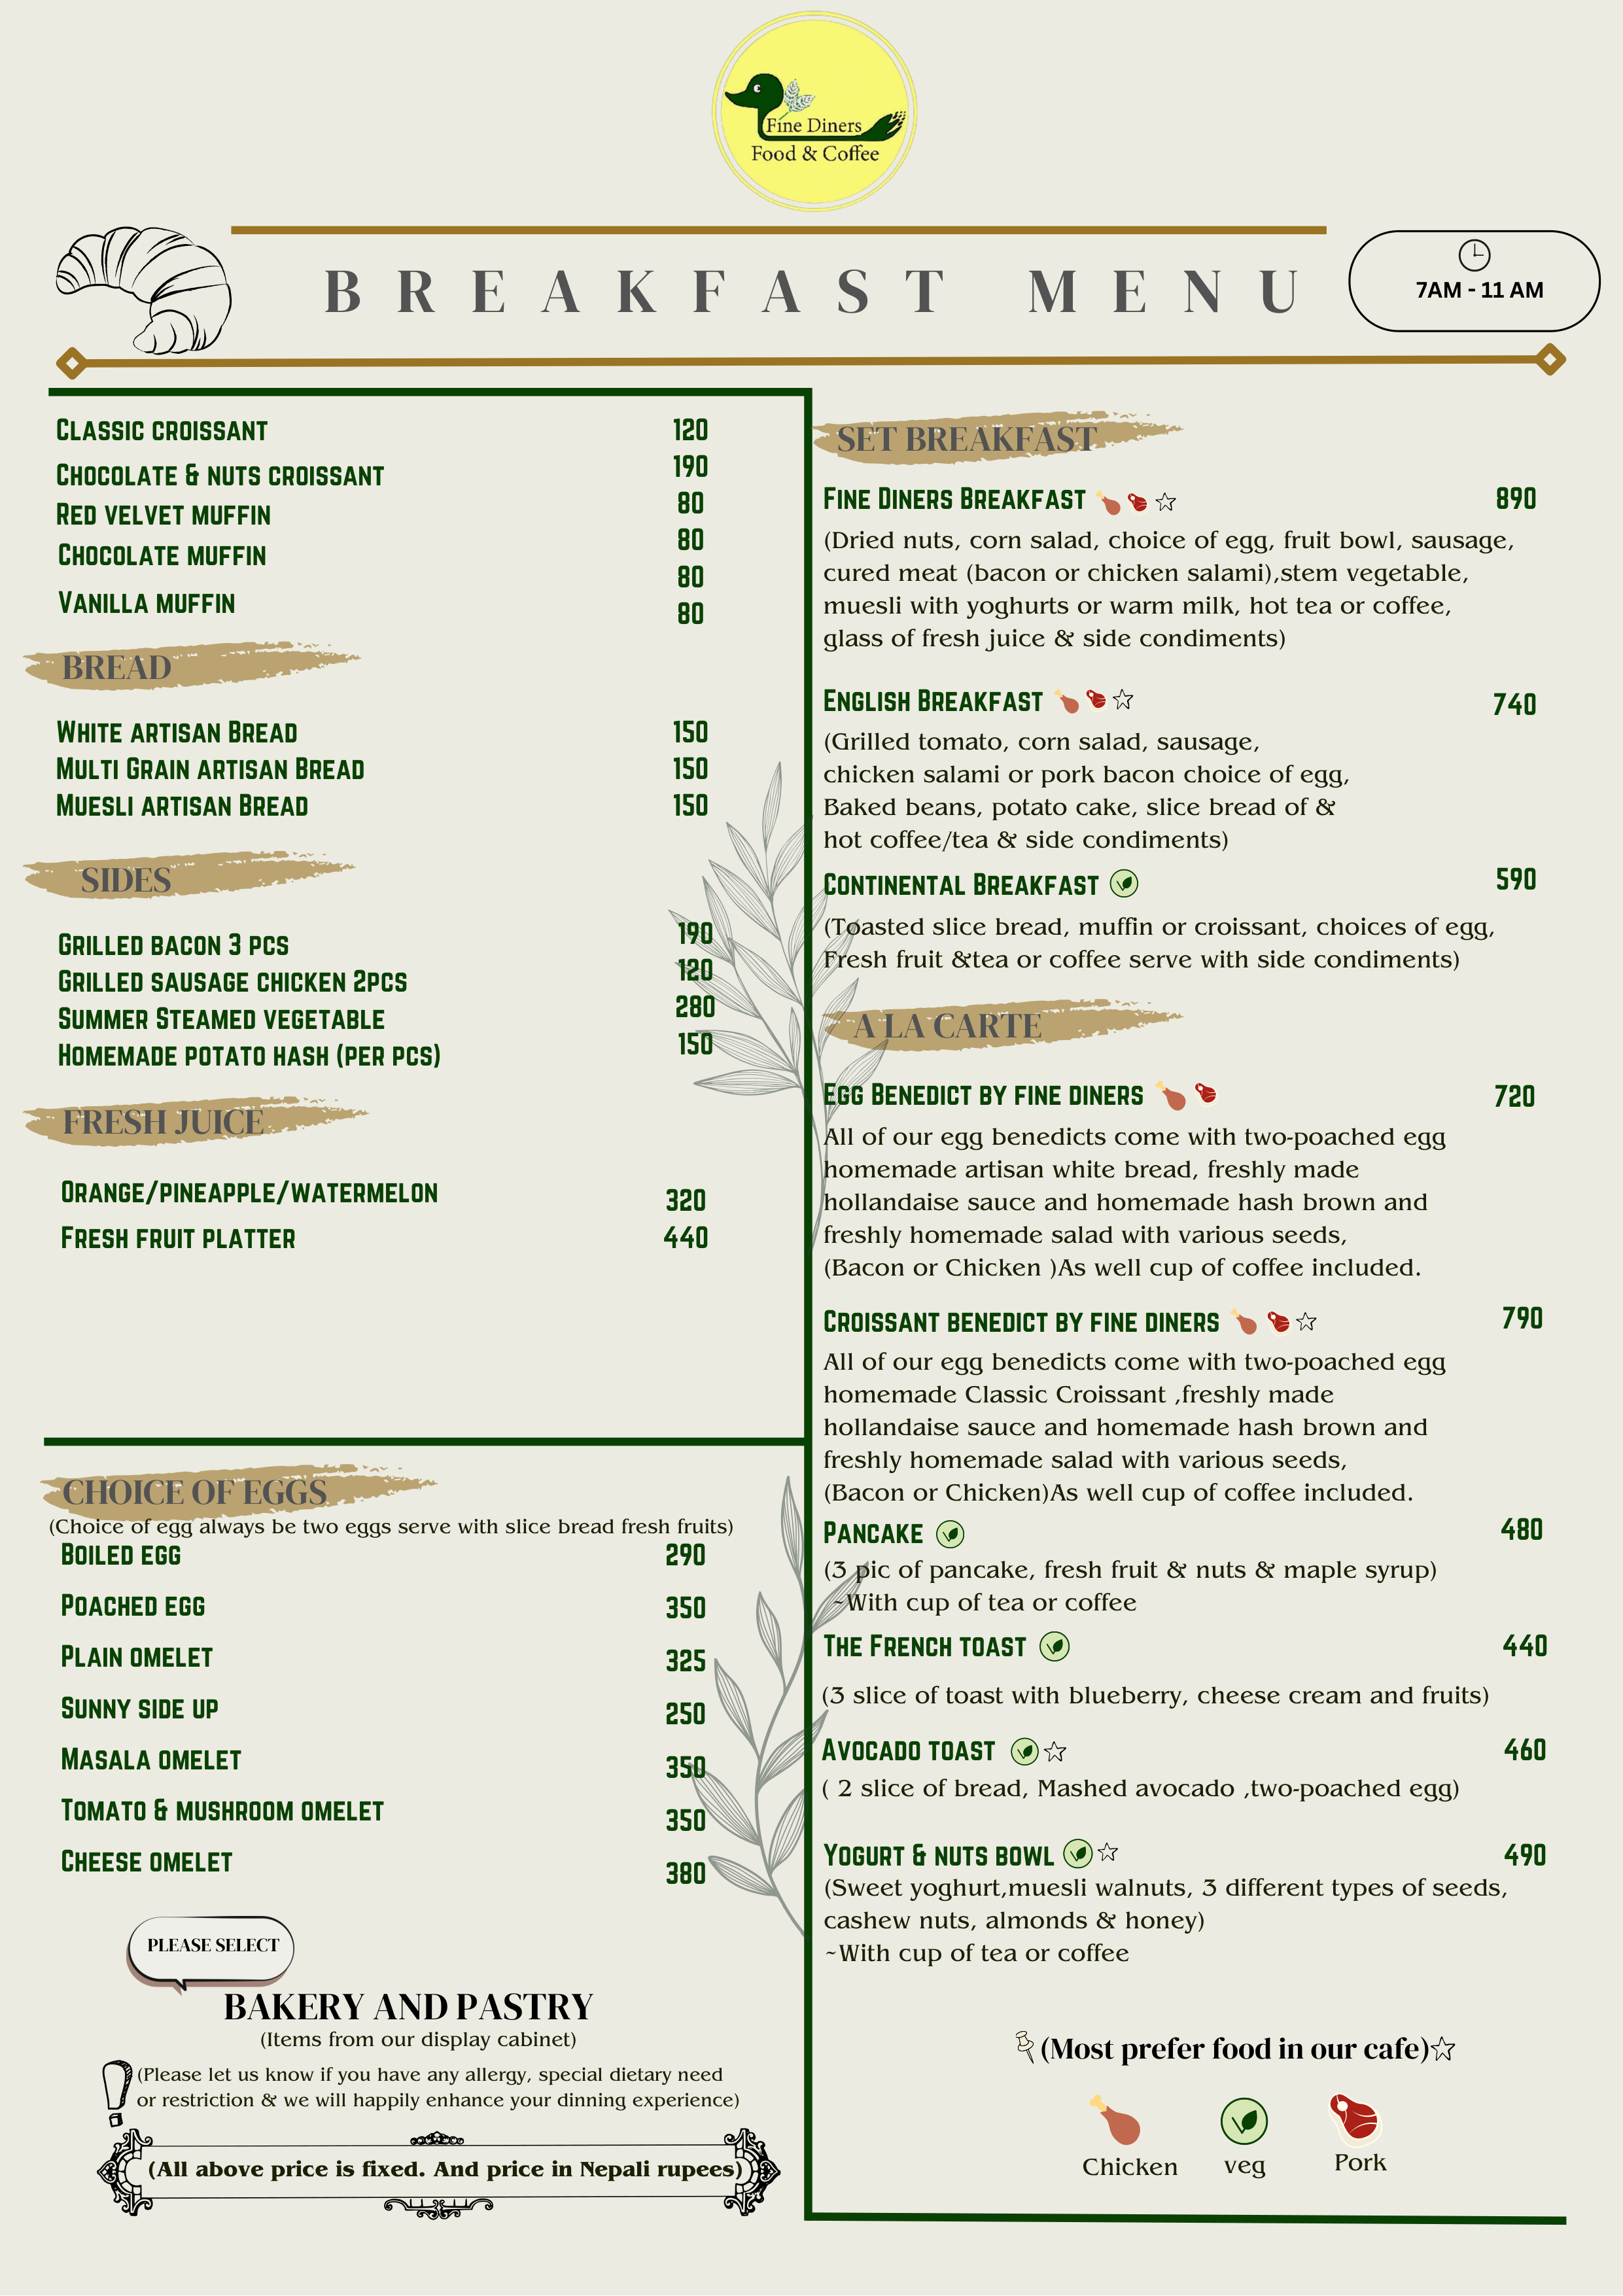 Fine Diners
Food & Coffee
BREAKFAST MENU
7AM - 11 AM
CLASSIC CROISSANT 120
CHOCOLATE & NUTS CROISSANT 190
RED VELVET MUFFIN 80
CHOCOLATE MUFFIN 80
80
VANILLA MUFFIN 80
BREAD
WHITE ARTISAN BREAD 150
MULTI GRAIN ARTISAN BREAD 150
MUESLI ARTISAN BREAD 150
SIDES
GRILLED BACON 3 PCS 190
GRILLED SAUSAGE CHICKEN 2PCS 120
SUMMER STEAMED VEGETABLE 280
HOMEMADE POTATO HASH (PER PCS) 150
FRESH JUICE
ORANGE/PINEAPPLE/WATERMELON 320
FRESH FRUIT PLATTER 440
CHOICE OF EGGS
(Choice of egg always be two eggs serve with slice bread fresh fruits)
BOILED EGG 290
POACHED EGG 350
PLAIN OMELET 325
SUNNY SIDE UP 250
MASALA OMELET 350
TOMATO & MUSHROOM OMELET 350
CHEESE OMELET 380
PLEASE SELECT
BAKERY AND PASTRY
(Items from our display cabinet)
(Please let us know if you have any allergy, special dietary need
or restriction & we will happily enhance your dinning experience)
(All above price is fixed. And price in Nepali rupees)
SET BREAKFAST
FINE DINERS BREAKFAST 890
(Dried nuts, corn salad, choice of egg, fruit bowl, sausage,
cured meat (bacon or chicken salami),stem vegetable,
muesli with yoghurts or warm milk, hot tea or coffee,
glass of fresh juice & side condiments)
ENGLISH BREAKFAST 740
(Grilled tomato, corn salad, sausage,
chicken salami or pork bacon choice of egg,
Baked beans, potato cake, slice bread of &
hot coffee/tea & side condiments)
CONTINENTAL BREAKFAST 590
(Toasted slice bread, muffin or croissant, choices of egg,
Fresh fruit &tea or coffee serve with side condiments)
A LA CARTE
EGG BENEDICT BY FINE DINERS 720
All of our egg benedicts come with two-poached egg
homemade artisan white bread, freshly made
hollandaise sauce and homemade hash brown and
freshly homemade salad with various seeds,
(Bacon or Chicken )As well cup of coffee included.
CROISSANT BENEDICT BY FINE DINERS 790
All of our egg benedicts come with two-poached egg
homemade Classic Croissant ,freshly made
hollandaise sauce and homemade hash brown and
freshly homemade salad with various seeds,
(Bacon or Chicken)As well cup of coffee included.
PANCAKE 480
(3 pic of pancake, fresh fruit & nuts & maple syrup)
~With cup of tea or coffee
THE FRENCH TOAST 440
(3 slice of toast with blueberry, cheese cream and fruits)
AVOCADO TOAST 460
( 2 slice of bread, Mashed avocado ,two-poached egg)
YOGURT & NUTS BOWL 490
(Sweet yoghurt,muesli walnuts, 3 different types of seeds,
cashew nuts, almonds & honey)
~With cup of tea or coffee
(Most prefer food in our cafe)
Chicken veg Pork